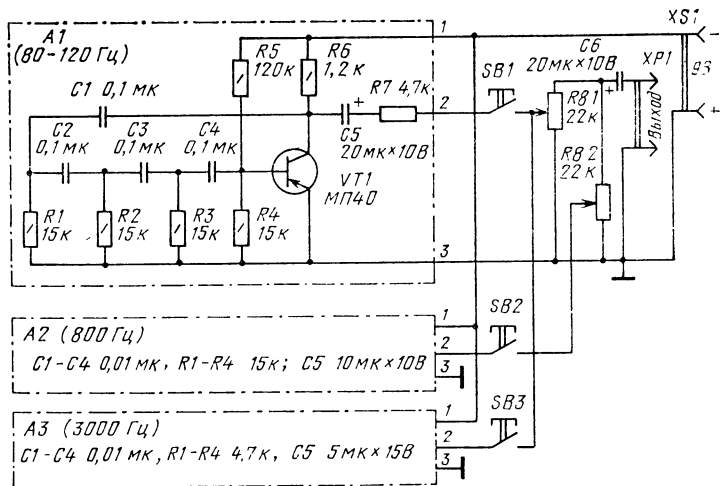 A1
(80-120 Гц)
C1 0,1 мк
C2
0,1 мк
C3
0,1 мк
C4
0,1 мк
R1
15к
R2
15к
R3
15к
R4
15к
R5
120к
R6
1,2к
R7 4,7к
+
C5
20мк×10В
VT1
МП40
1
2
3
SB1
C6
20мк×10В
+
XP1
XS1
−
9В
+
R8.1
22к
R8.2
22к
Выход
A2 (800 Гц)
C1-C4 0,01 мк, R1-R4 15к; C5 10мк×10В
1
2
3
SB2
A3 (3000 Гц)
C1-C4 0,01 мк, R1-R4 4,7к, C5 5мк×15В
1
2
3
SB3